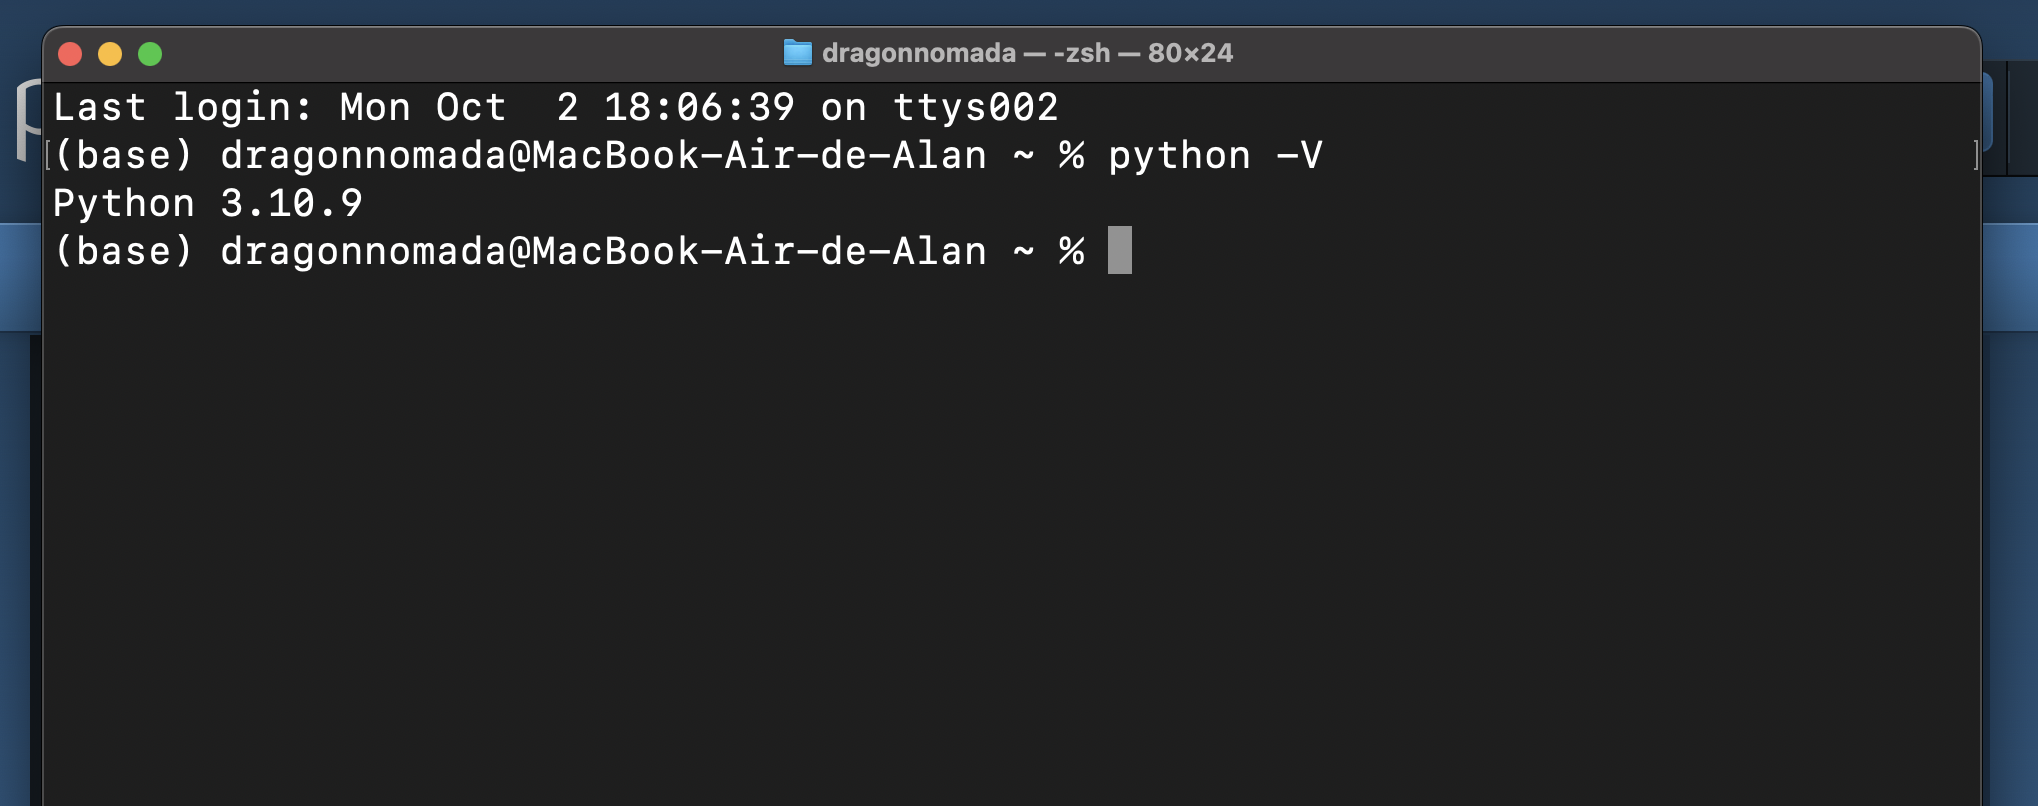 dragonnomada — -zsh — 80×24
Last login: Mon Oct  2 18:06:39 on ttys002
[(base) dragonnomada@MacBook-Air-de-Alan ~ % python -V ]
Python 3.10.9
(base) dragonnomada@MacBook-Air-de-Alan ~ %